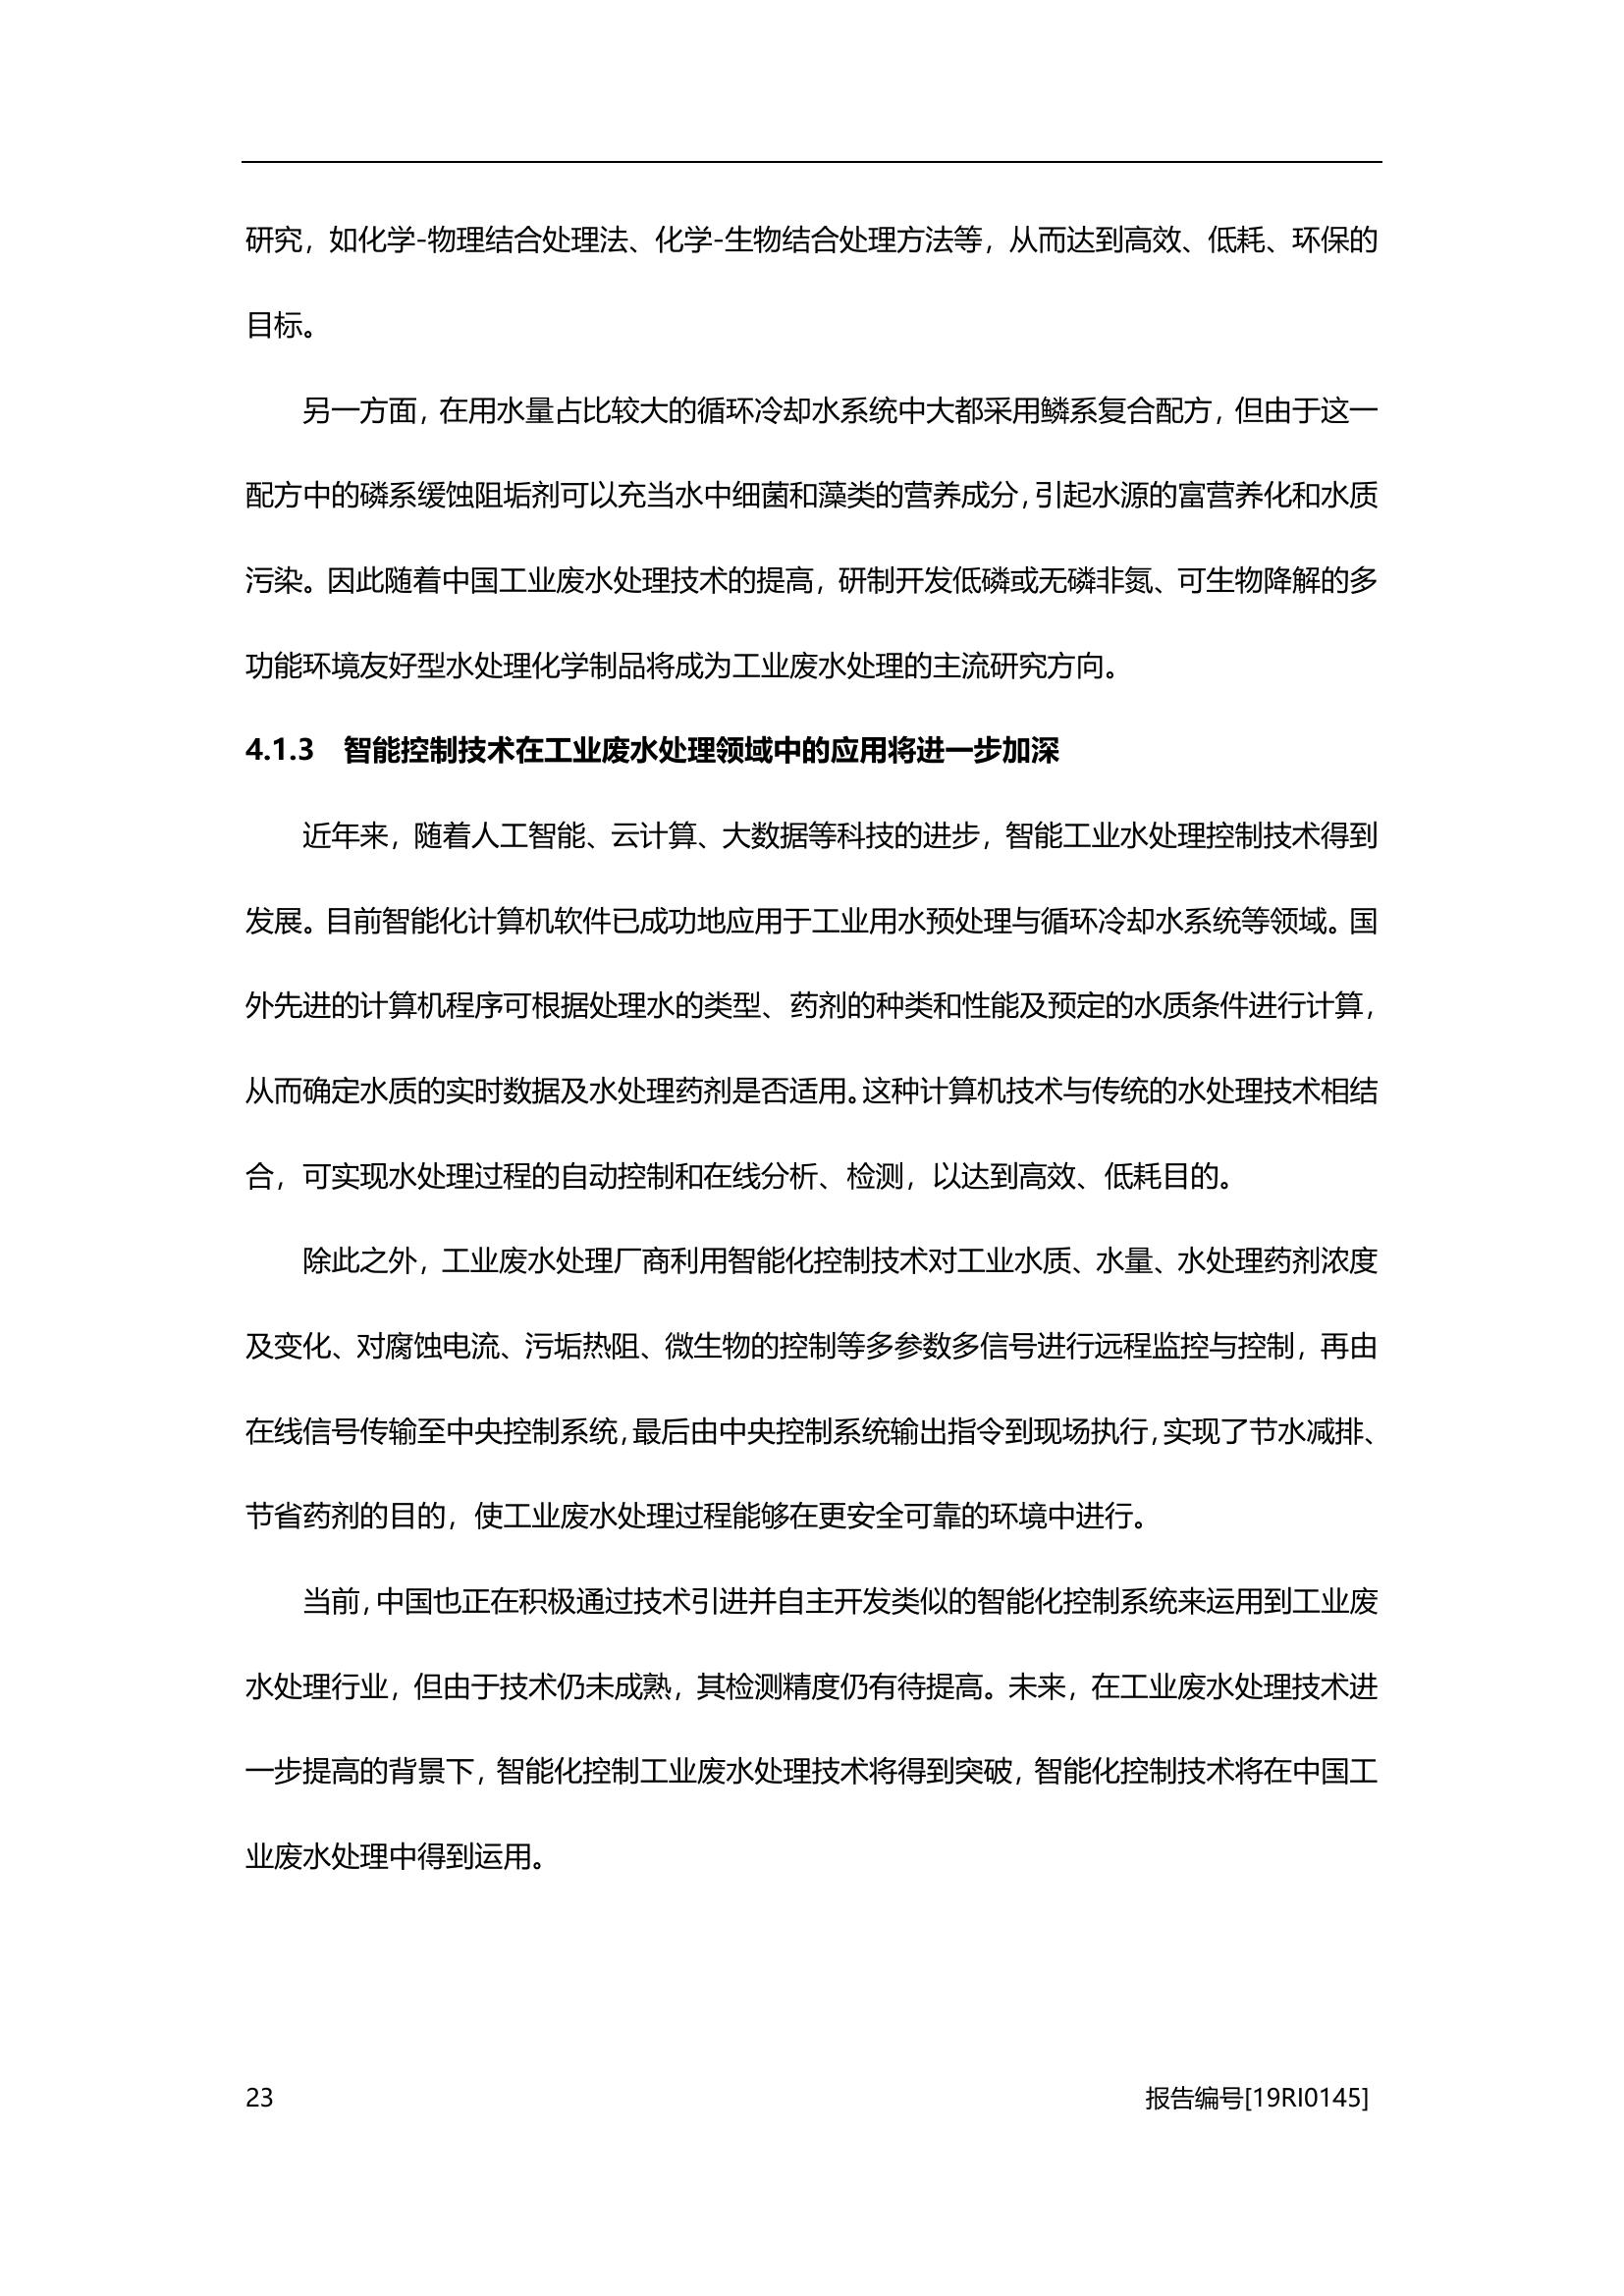 研究，如化学-物理结合处理法、化学-生物结合处理方法等，从而达到高效、低耗、环保的
目标。
另一方面，在用水量占比较大的循环冷却水系统中大都采用鳞系复合配方，但由于这一
配方中的磷系缓蚀阻垢剂可以充当水中细菌和藻类的营养成分，引起水源的富营养化和水质
污染。因此随着中国工业废水处理技术的提高，研制开发低磷或无磷非氮、可生物降解的多
功能环境友好型水处理化学制品将成为工业废水处理的主流研究方向。
4.1.3 智能控制技术在工业废水处理领域中的应用将进一步加深
近年来，随着人工智能、云计算、大数据等科技的进步，智能工业水处理控制技术得到
发展。目前智能化计算机软件已成功地应用于工业用水预处理与循环冷却水系统等领域。国
外先进的计算机程序可根据处理水的类型、药剂的种类和性能及预定的水质条件进行计算，
从而确定水质的实时数据及水处理药剂是否适用。这种计算机技术与传统的水处理技术相结
合，可实现水处理过程的自动控制和在线分析、检测，以达到高效、低耗目的。
除此之外，工业废水处理厂商利用智能化控制技术对工业水质、水量、水处理药剂浓度
及变化、对腐蚀电流、污垢热阻、微生物的控制等多参数多信号进行远程监控与控制，再由
在线信号传输至中央控制系统，最后由中央控制系统输出指令到现场执行，实现了节水减排、
节省药剂的目的，使工业废水处理过程能够在更安全可靠的环境中进行。
当前，中国也正在积极通过技术引进并自主开发类似的智能化控制系统来运用到工业废
水处理行业，但由于技术仍未成熟，其检测精度仍有待提高。未来，在工业废水处理技术进
一步提高的背景下，智能化控制工业废水处理技术将得到突破，智能化控制技术将在中国工
业废水处理中得到运用。
23 报告编号[19RI0145]